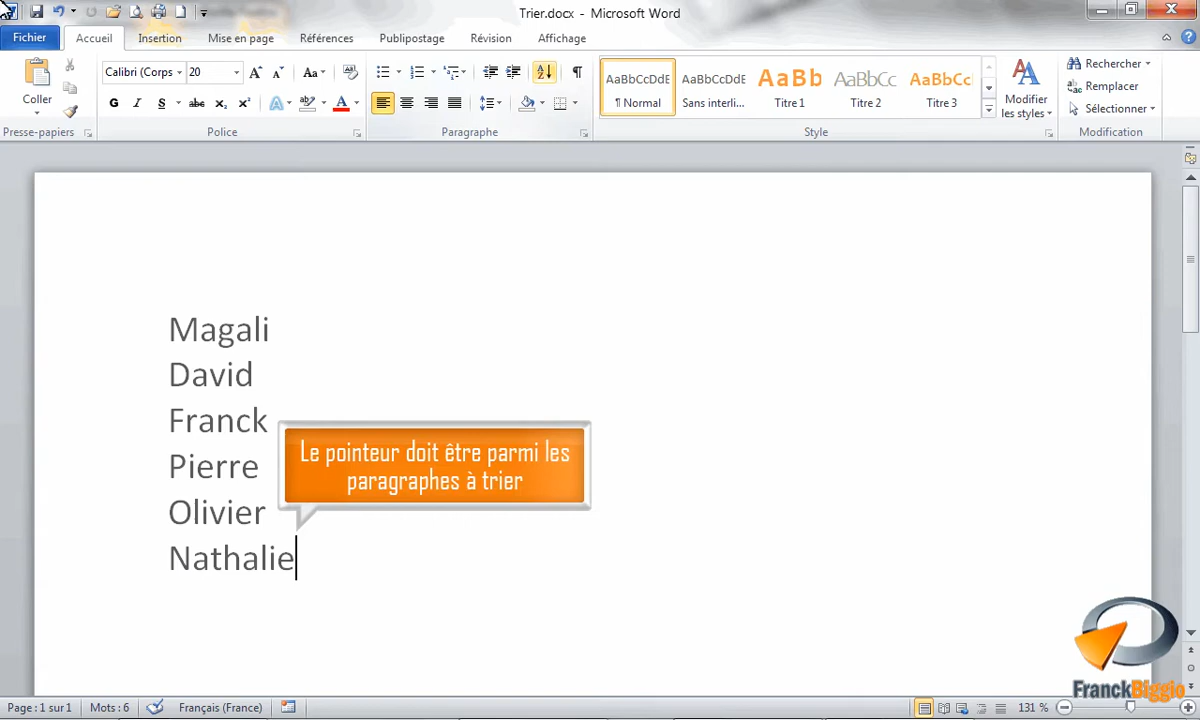 Trier.docx - Microsoft Word
Fichier Accueil Insertion Mise en page Références Publipostage Révision Affichage
Coller
Presse-papiers
Calibri (Corps 20
G I S abc x₂ x²
Police
Paragraphe
AaBbCcDdE AaBbCcDdE AaBb AaBbCc AaBbCc
¶ Normal Sans interli... Titre 1 Titre 2 Titre 3
Style
Modifier
les styles
Rechercher
Remplacer
Sélectionner
Modification
Magali
David
Franck
Pierre
Olivier
Nathalie
Le pointeur doit être parmi les
paragraphes à trier
FranckBiggio
Page : 1 sur 1 Mots : 6 Français (France) 131 %